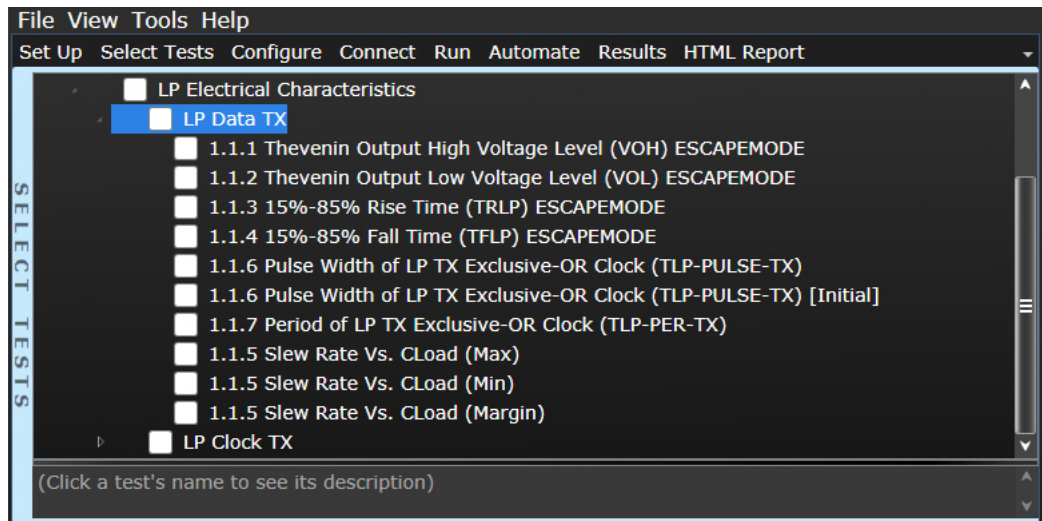 File View Tools Help
Set Up Select Tests Configure Connect Run Automate Results HTML Report
SELECT TESTS
LP Electrical Characteristics
LP Data TX
1.1.1 Thevenin Output High Voltage Level (VOH) ESCAPEMODE
1.1.2 Thevenin Output Low Voltage Level (VOL) ESCAPEMODE
1.1.3 15%-85% Rise Time (TRLP) ESCAPEMODE
1.1.4 15%-85% Fall Time (TFLP) ESCAPEMODE
1.1.6 Pulse Width of LP TX Exclusive-OR Clock (TLP-PULSE-TX)
1.1.6 Pulse Width of LP TX Exclusive-OR Clock (TLP-PULSE-TX) [Initial]
1.1.7 Period of LP TX Exclusive-OR Clock (TLP-PER-TX)
1.1.5 Slew Rate Vs. CLoad (Max)
1.1.5 Slew Rate Vs. CLoad (Min)
1.1.5 Slew Rate Vs. CLoad (Margin)
LP Clock TX
(Click a test's name to see its description)